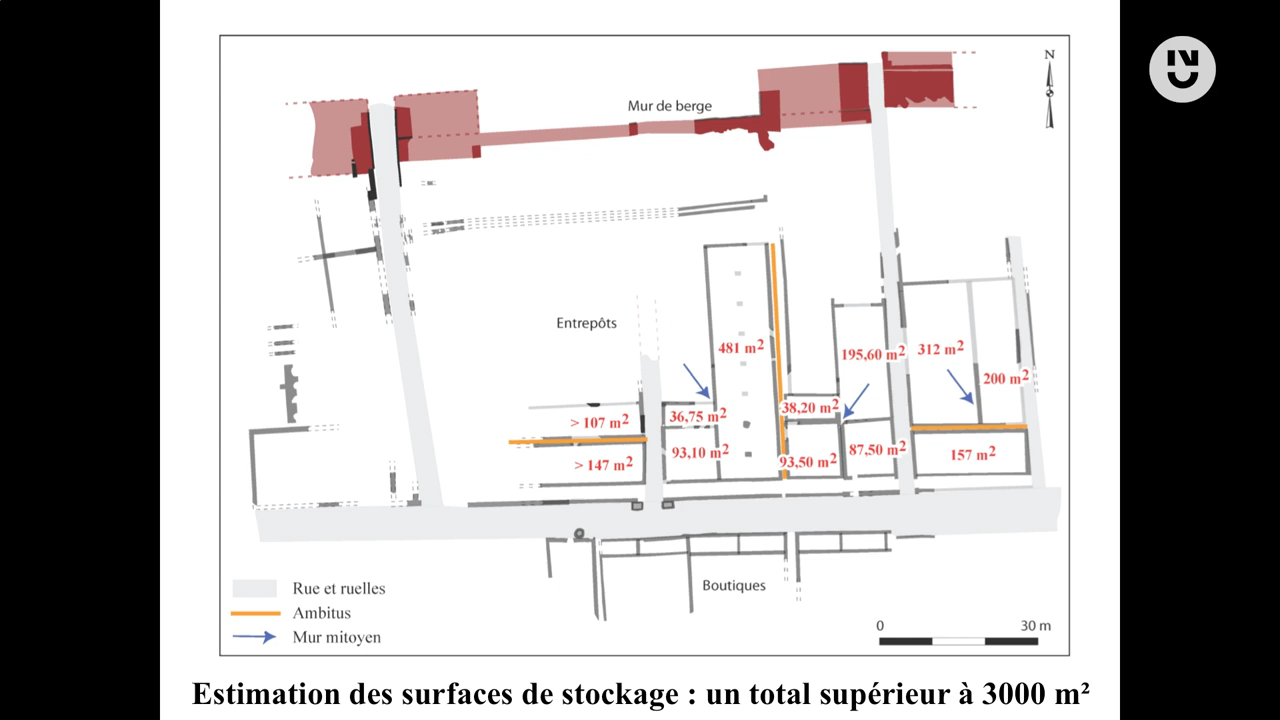 N
Mur de berge
Entrepôts
481 m²
195,60 m²
312 m²
200 m²
> 107 m²
36,75 m²
38,20 m²
> 147 m²
93,10 m²
93,50 m²
87,50 m²
157 m²
Boutiques
Rue et ruelles
Ambitus
Mur mitoyen
0 30 m
Estimation des surfaces de stockage : un total supérieur à 3000 m²